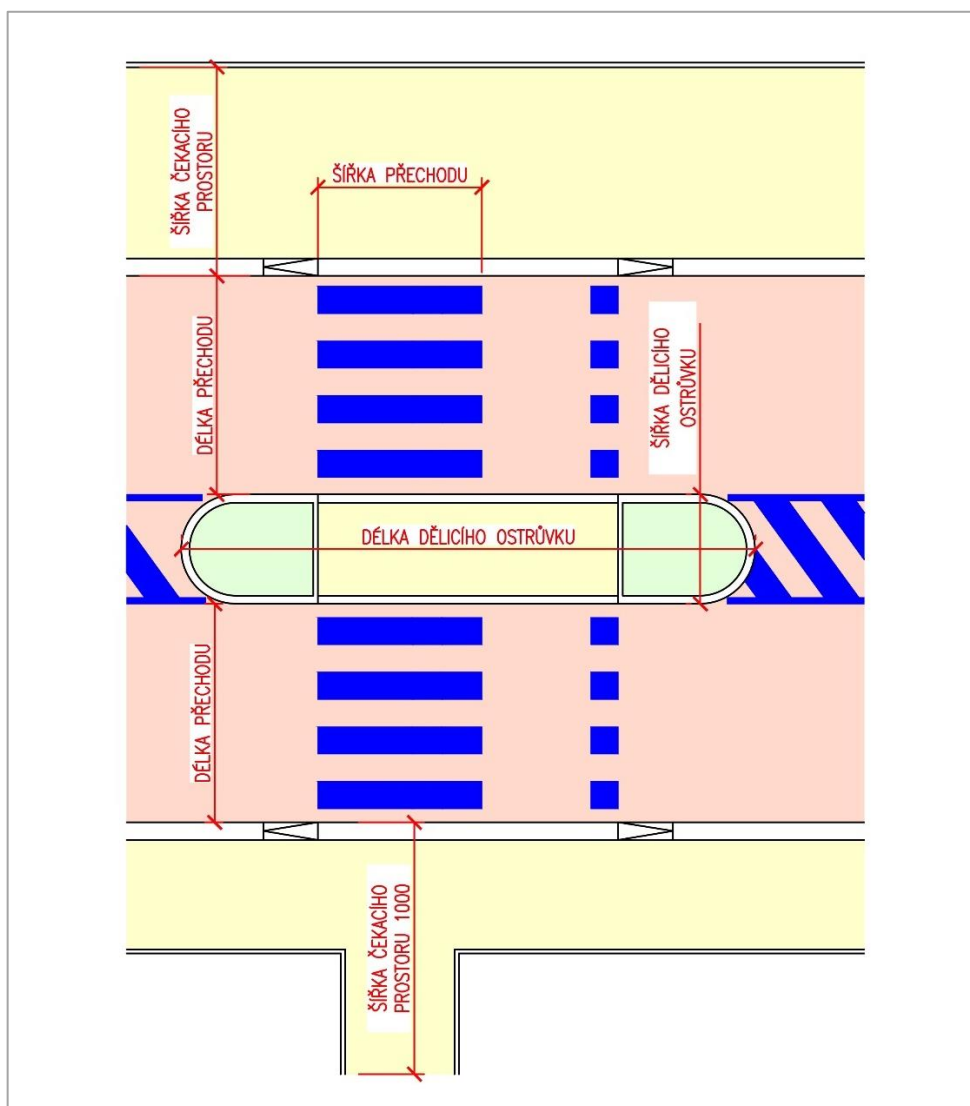 ŠÍŘKA ČEKACÍHO
PROSTORU
ŠÍŘKA PŘECHODU
DÉLKA PŘECHODU
ŠÍŘKA DĚLICÍHO
OSTRŮVKU
DÉLKA DĚLICÍHO OSTRŮVKU
DÉLKA PŘECHODU
ŠÍŘKA ČEKACÍHO
PROSTORU 1000